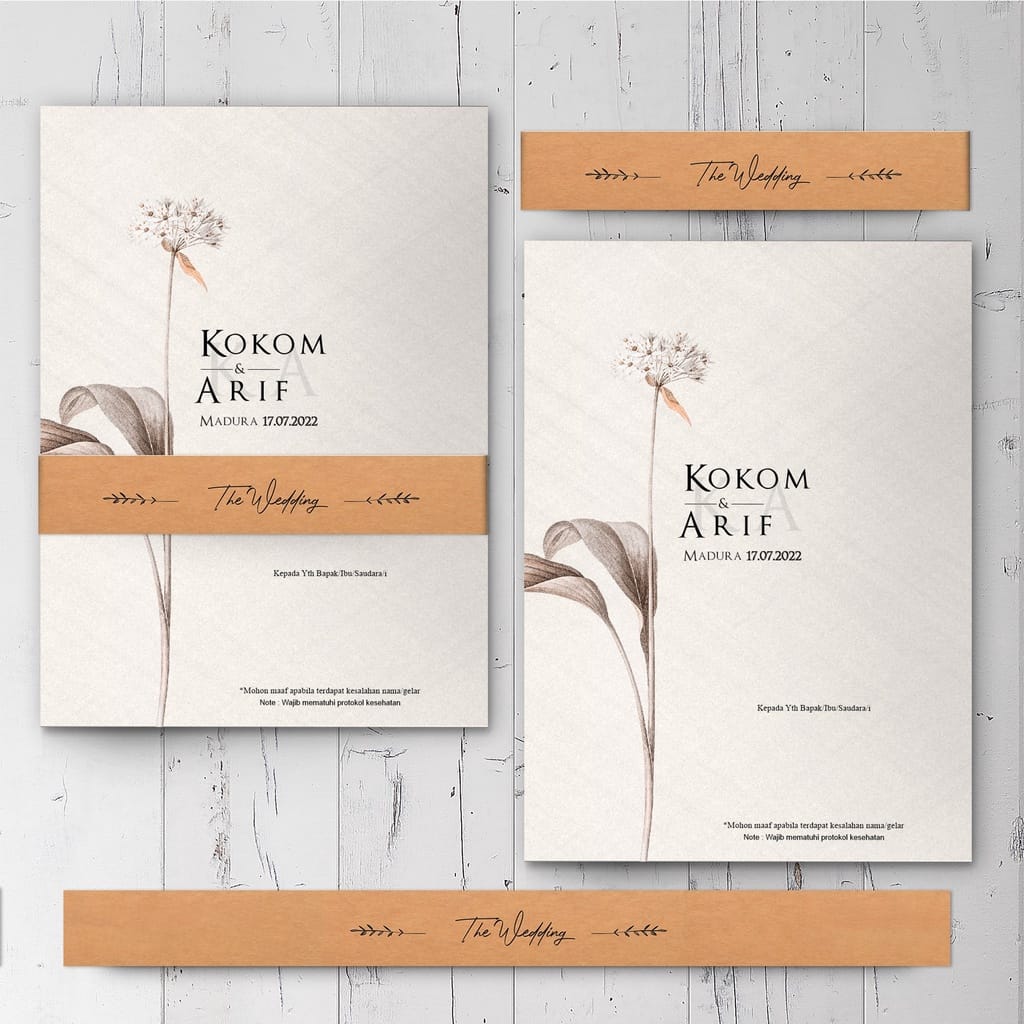 KOKOM
&
ARIF
MADURA 17.07.2022
The Wedding
Kepada Yth Bapak/Ibu/Saudara/i
*Mohon maaf apabila terdapat kesalahan nama/gelar
Note : Wajib mematuhi protokol kesehatan
The Wedding
KA
KOKOM
&
ARIF
MADURA 17.07.2022
Kepada Yth Bapak/Ibu/Saudara/i
*Mohon maaf apabila terdapat kesalahan nama/gelar
Note : Wajib mematuhi protokol kesehatan
The Wedding